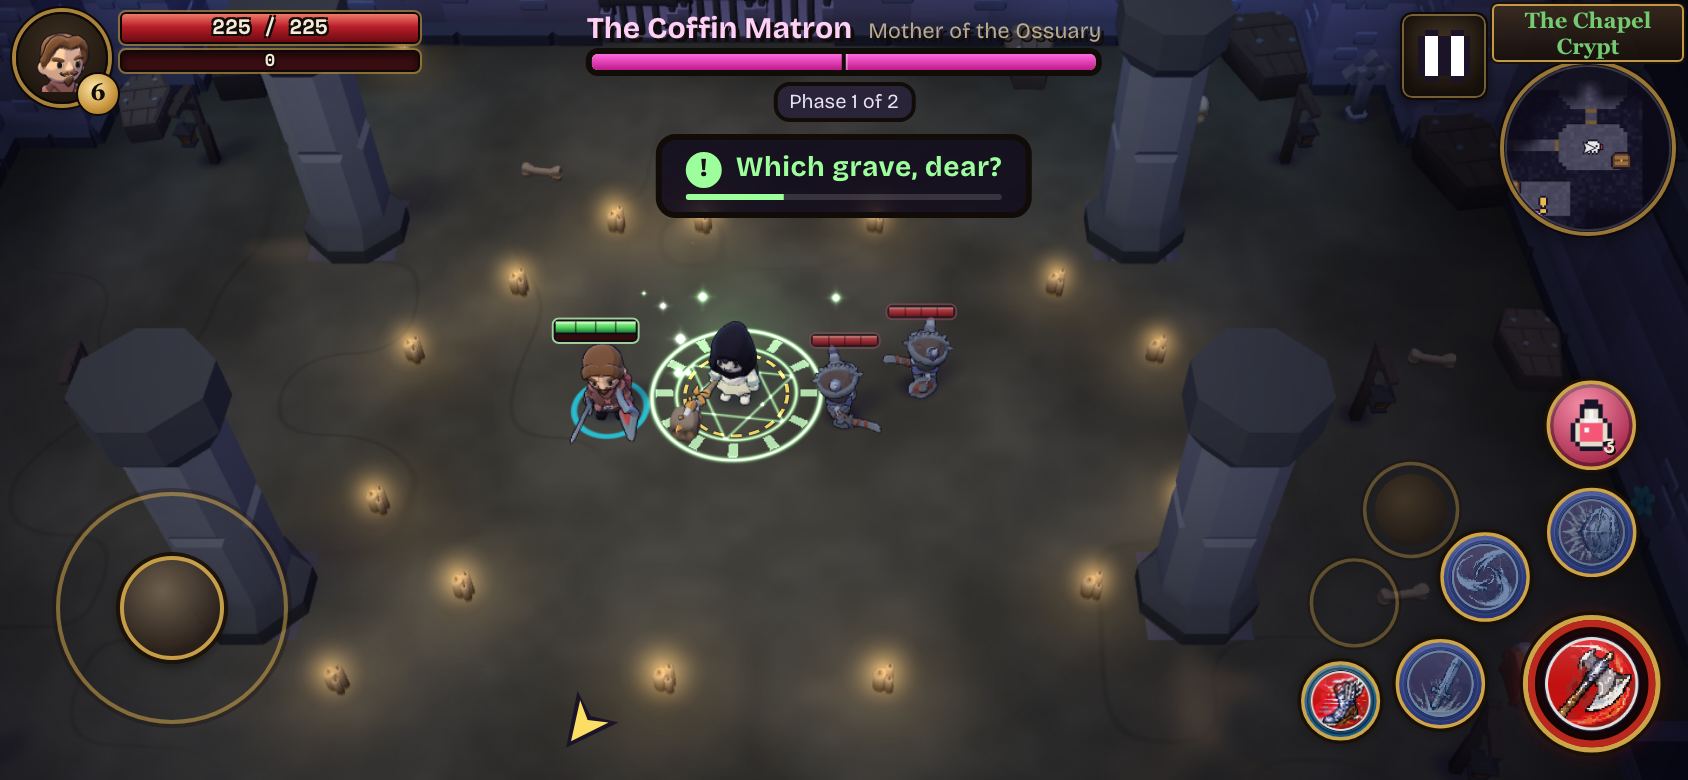 225 / 225
0
6
The Coffin Matron Mother of the Ossuary
Phase 1 of 2
! Which grave, dear?
The Chapel
Crypt
!
5